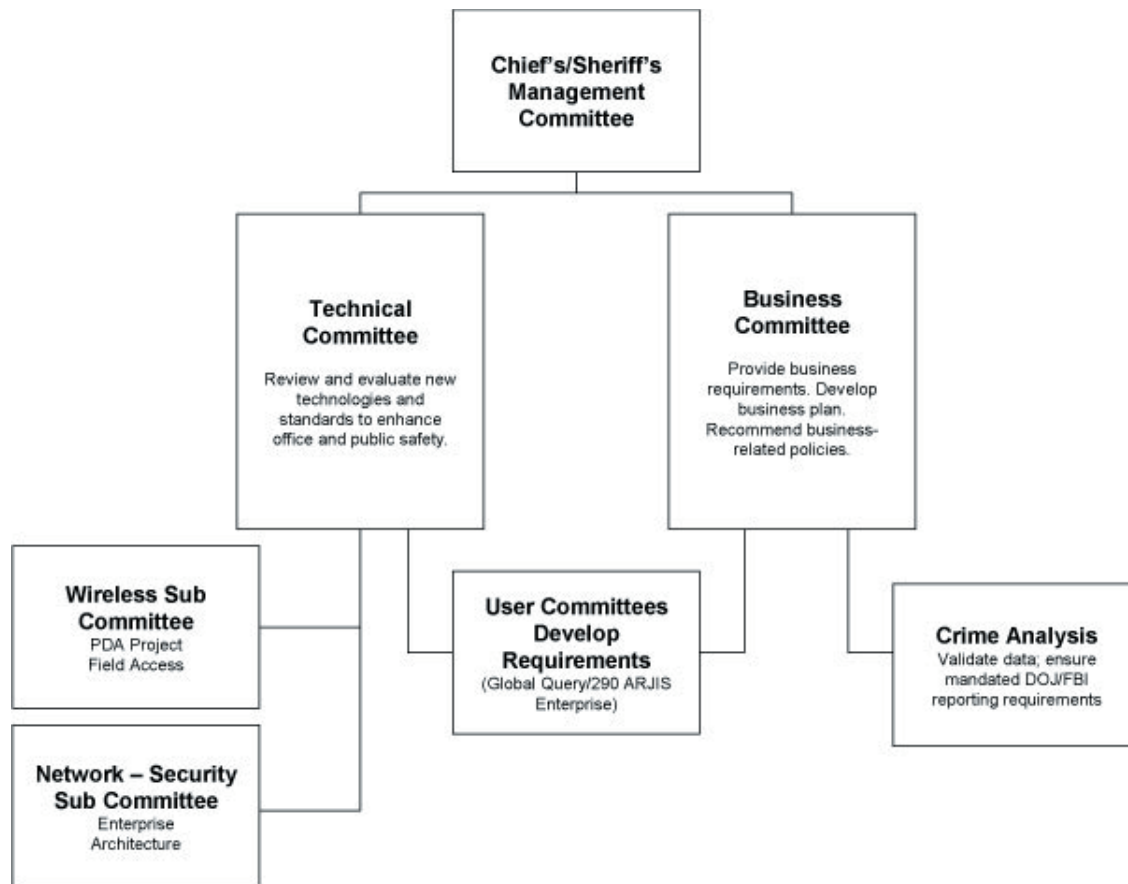 Chief's/Sheriff's
Management
Committee
Technical
Committee
Review and evaluate new
technologies and
standards to enhance
office and public safety.
Business
Committee
Provide business
requirements. Develop
business plan.
Recommend business-
related policies.
Wireless Sub
Committee
PDA Project
Field Access
User Committees
Develop
Requirements
(Global Query/290 ARJIS
Enterprise)
Crime Analysis
Validate data; ensure
mandated DOJ/FBI
reporting requirements
Network – Security
Sub Committee
Enterprise
Architecture